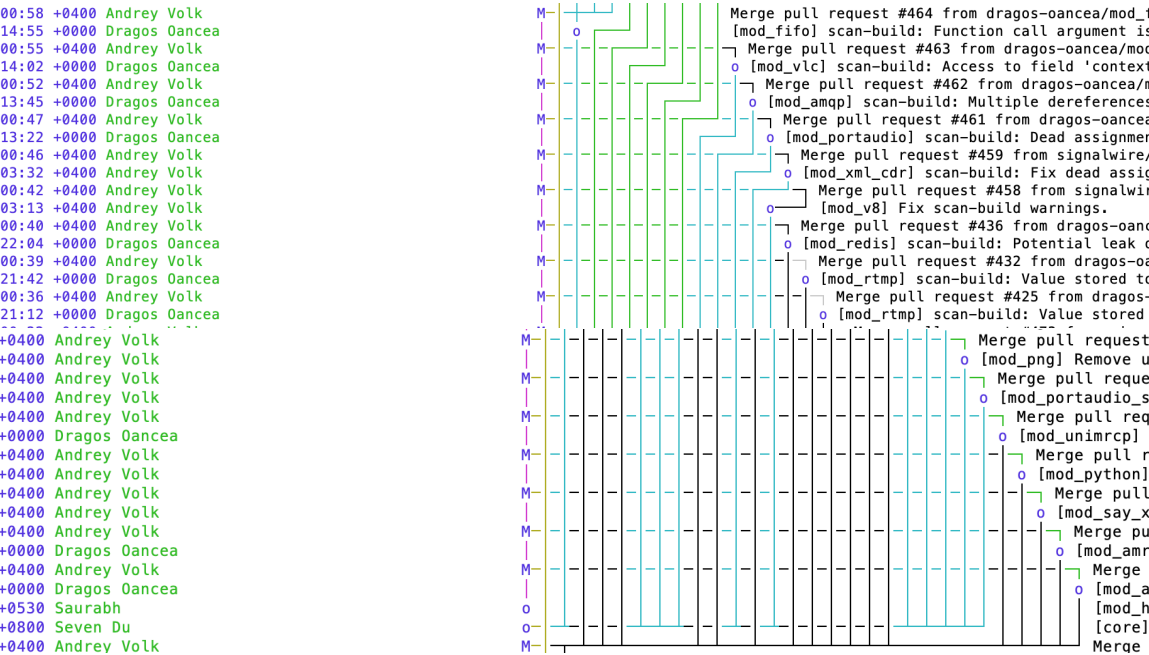 00:58 +0400 Andrey Volk M Merge pull request #464 from dragos-oancea/mod_f
14:55 +0000 Dragos Oancea o [mod_fifo] scan-build: Function call argument is
00:55 +0400 Andrey Volk M Merge pull request #463 from dragos-oancea/mod
14:02 +0000 Dragos Oancea o [mod_vlc] scan-build: Access to field 'context
00:52 +0400 Andrey Volk M Merge pull request #462 from dragos-oancea/m
13:45 +0000 Dragos Oancea o [mod_amqp] scan-build: Multiple dereferences
00:47 +0400 Andrey Volk M Merge pull request #461 from dragos-oancea
13:22 +0000 Dragos Oancea o [mod_portaudio] scan-build: Dead assignmen
00:46 +0400 Andrey Volk M Merge pull request #459 from signalwire/
03:32 +0400 Andrey Volk o [mod_xml_cdr] scan-build: Fix dead assig
00:42 +0400 Andrey Volk M Merge pull request #458 from signalwir
03:13 +0400 Andrey Volk o [mod_v8] Fix scan-build warnings.
00:40 +0400 Andrey Volk M Merge pull request #436 from dragos-oanc
22:04 +0000 Dragos Oancea o [mod_redis] scan-build: Potential leak o
00:39 +0400 Andrey Volk M Merge pull request #432 from dragos-oa
21:42 +0000 Dragos Oancea o [mod_rtmp] scan-build: Value stored to
00:36 +0400 Andrey Volk M Merge pull request #425 from dragos-
21:12 +0000 Dragos Oancea o [mod_rtmp] scan-build: Value stored
+0400 Andrey Volk M Merge pull request
+0400 Andrey Volk o [mod_png] Remove u
+0400 Andrey Volk M Merge pull reque
+0400 Andrey Volk o [mod_portaudio_s
+0400 Andrey Volk M Merge pull req
+0000 Dragos Oancea o [mod_unimrcp]
+0400 Andrey Volk M Merge pull r
+0400 Andrey Volk o [mod_python]
+0400 Andrey Volk M Merge pull
+0400 Andrey Volk o [mod_say_x
+0400 Andrey Volk M Merge pu
+0000 Dragos Oancea o [mod_amr
+0400 Andrey Volk M Merge
+0000 Dragos Oancea o [mod_a
+0530 Saurabh o [mod_h
+0800 Seven Du o [core]
+0400 Andrey Volk M Merge